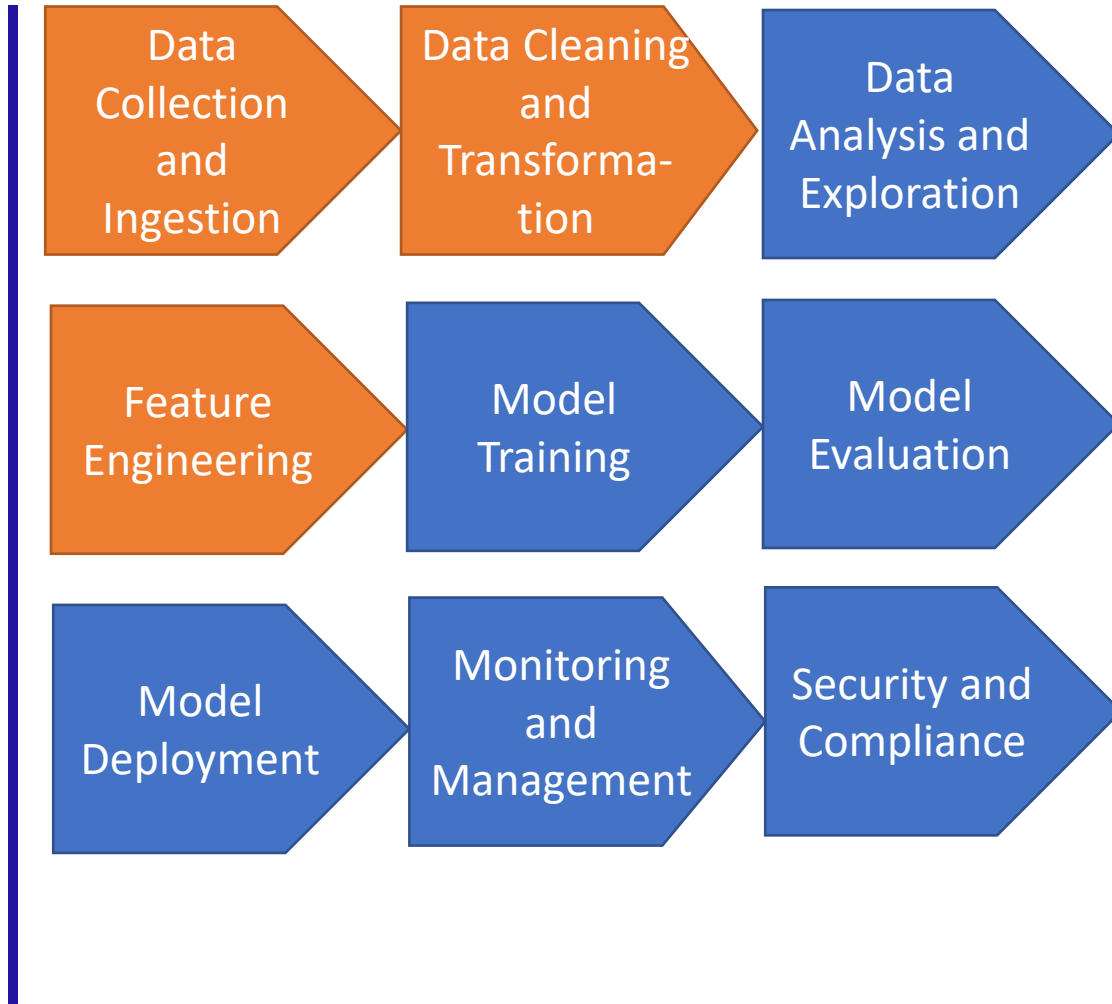 Data
Collection
and
Ingestion
Data Cleaning
and
Transforma-
tion
Data
Analysis and
Exploration
Feature
Engineering
Model
Training
Model
Evaluation
Model
Deployment
Monitoring
and
Management
Security and
Compliance